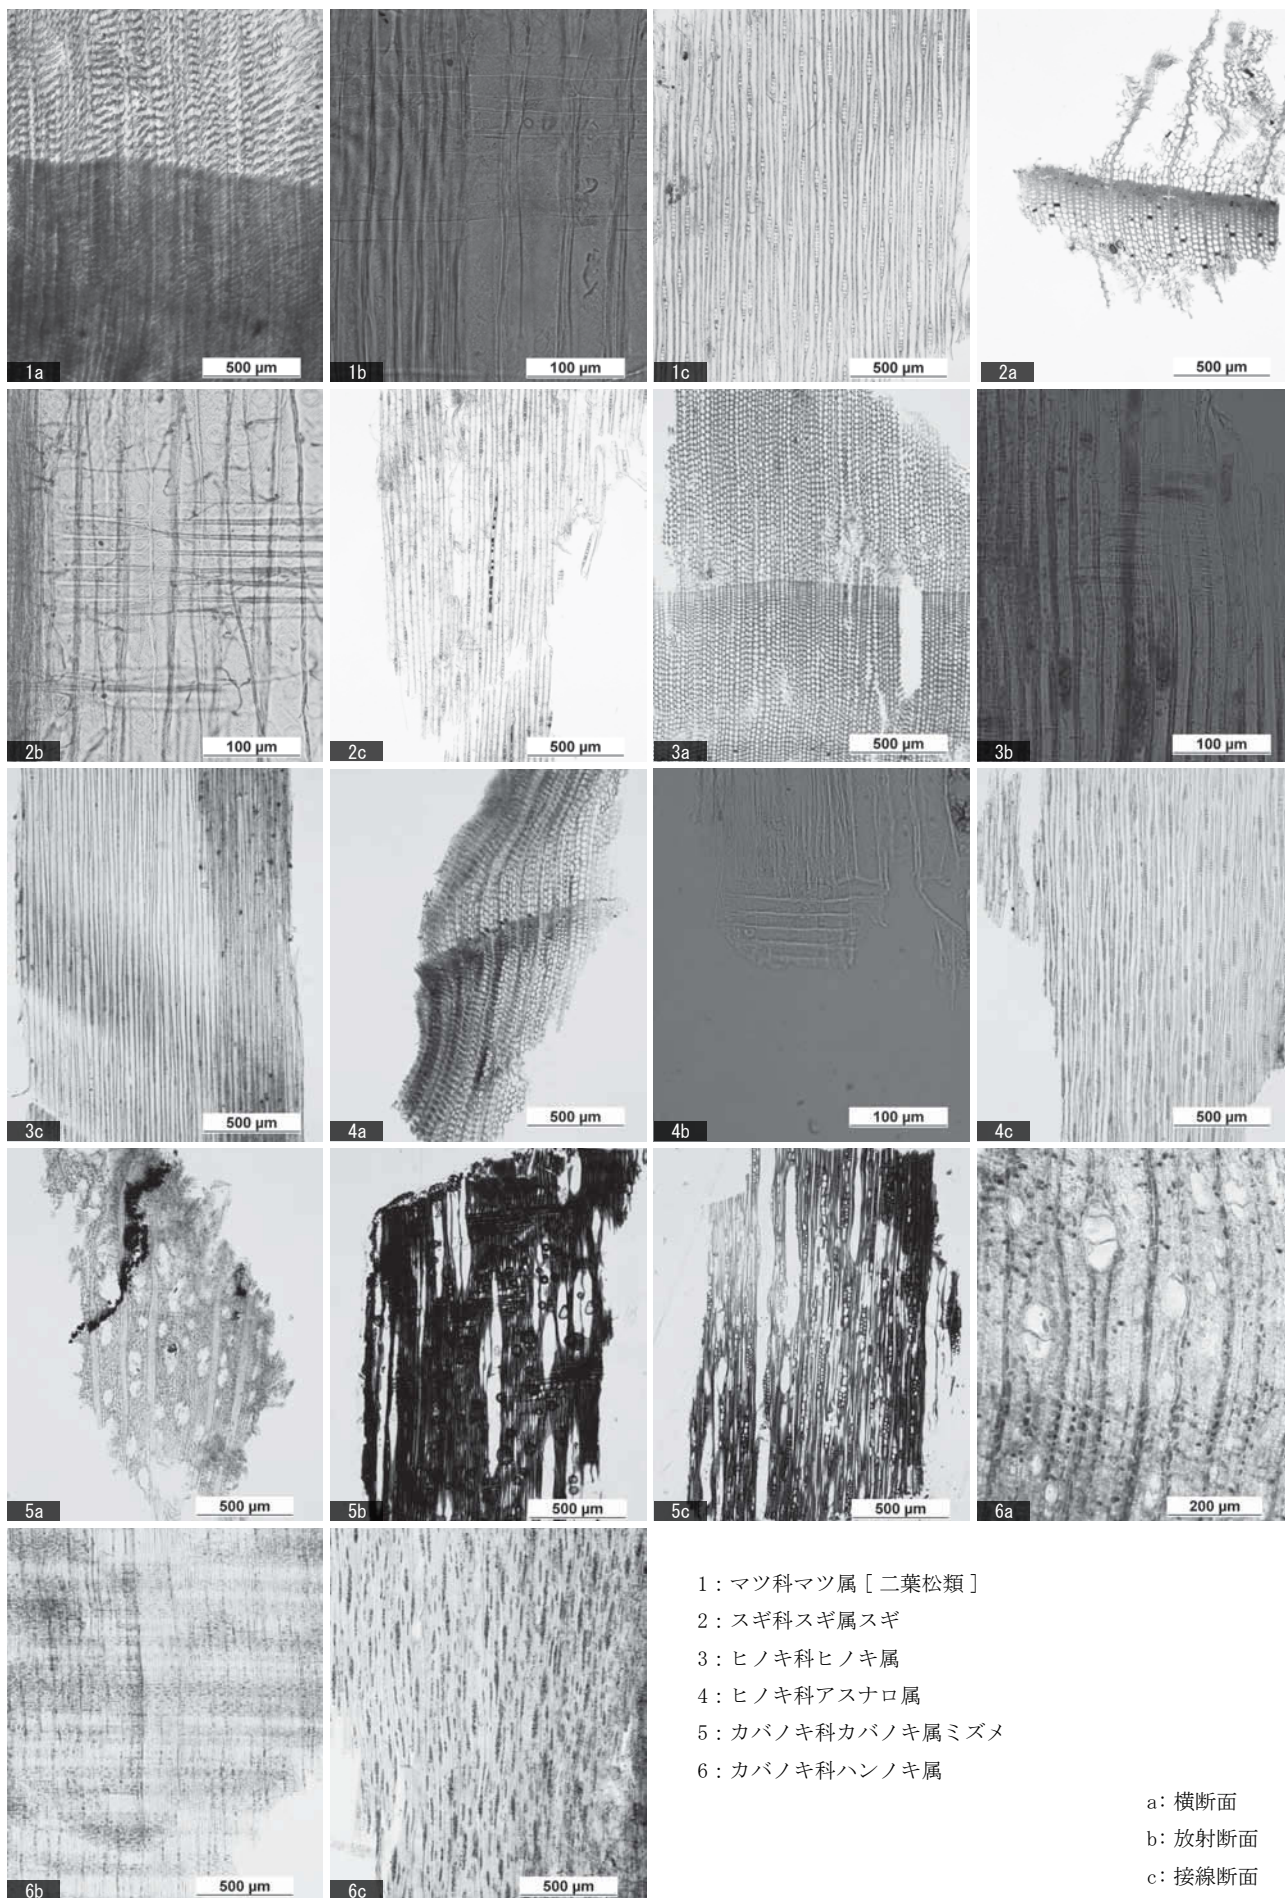 1a
500 μm
1b
100 μm
1c
500 μm
2a
500 μm
2b
100 μm
2c
500 μm
3a
500 μm
3b
100 μm
3c
500 μm
4a
500 μm
4b
100 μm
4c
500 μm
5a
500 μm
5b
500 μm
5c
500 μm
6a
200 μm
6b
500 μm
6c
500 μm
1：マツ科マツ属 [ 二葉松類 ]
2：スギ科スギ属スギ
3：ヒノキ科ヒノキ属
4：ヒノキ科アスナロ属
5：カバノキ科カバノキ属ミズメ
6：カバノキ科ハンノキ属
a: 横断面
b: 放射断面
c: 接線断面